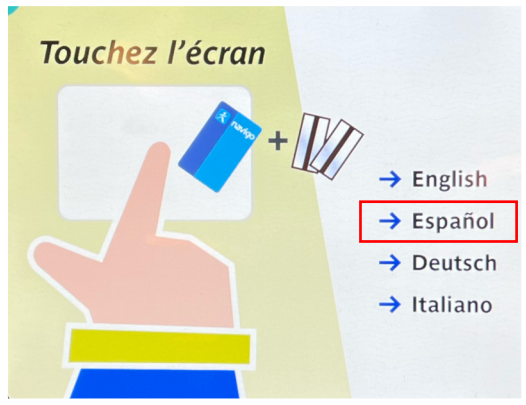 Touchez l'écran
navigo
English
Español
Deutsch
Italiano